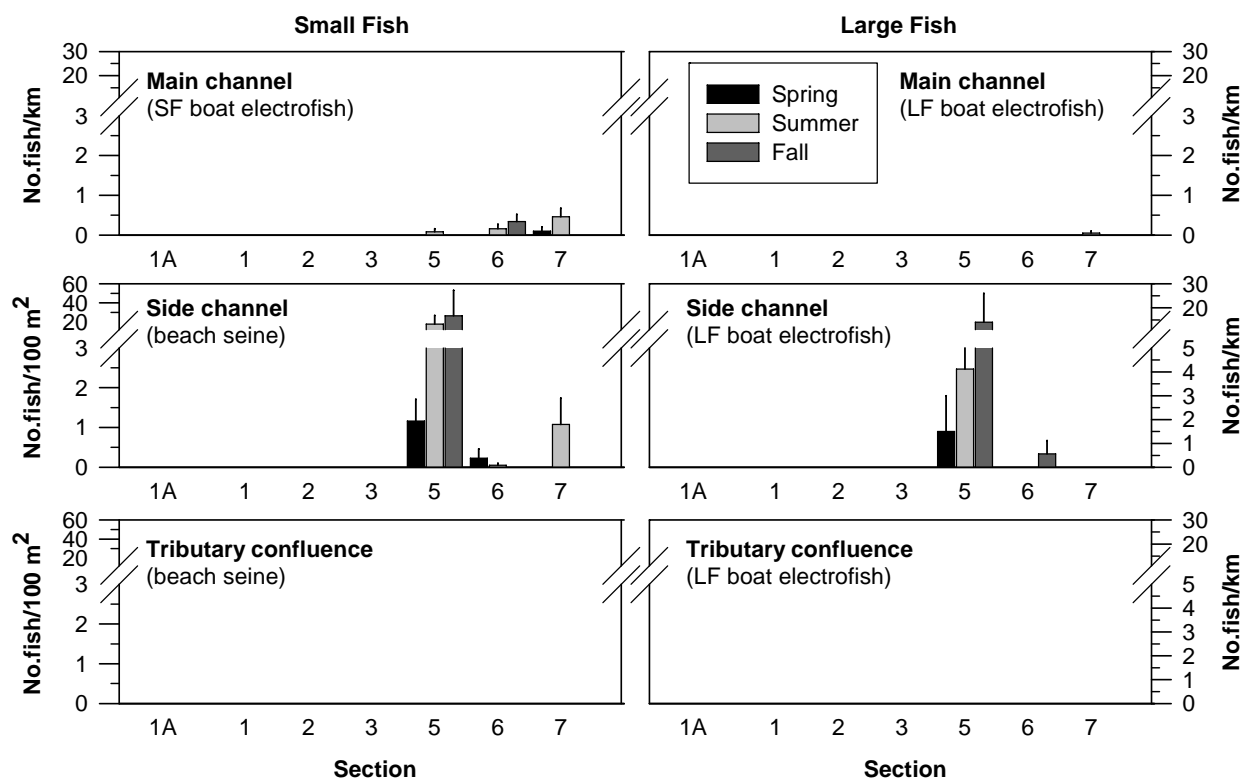 Small Fish
Large Fish
No.fish/km
30
20
3
2
1
0
Main channel
(SF boat electrofish)
1A 1 2 3 5 6 7
Spring
Summer
Fall
Main channel
(LF boat electrofish)
30
20
3
2
1
0
No.fish/km
1A 1 2 3 5 6 7
No.fish/100 m²
60
40
20
3
2
1
0
Side channel
(beach seine)
1A 1 2 3 5 6 7
Side channel
(LF boat electrofish)
30
20
5
4
3
2
1
0
No.fish/km
1A 1 2 3 5 6 7
No.fish/100 m²
60
40
20
3
2
1
0
Tributary confluence
(beach seine)
1A 1 2 3 5 6 7
Section
Tributary confluence
(LF boat electrofish)
30
20
5
4
3
2
1
0
No.fish/km
1A 1 2 3 5 6 7
Section